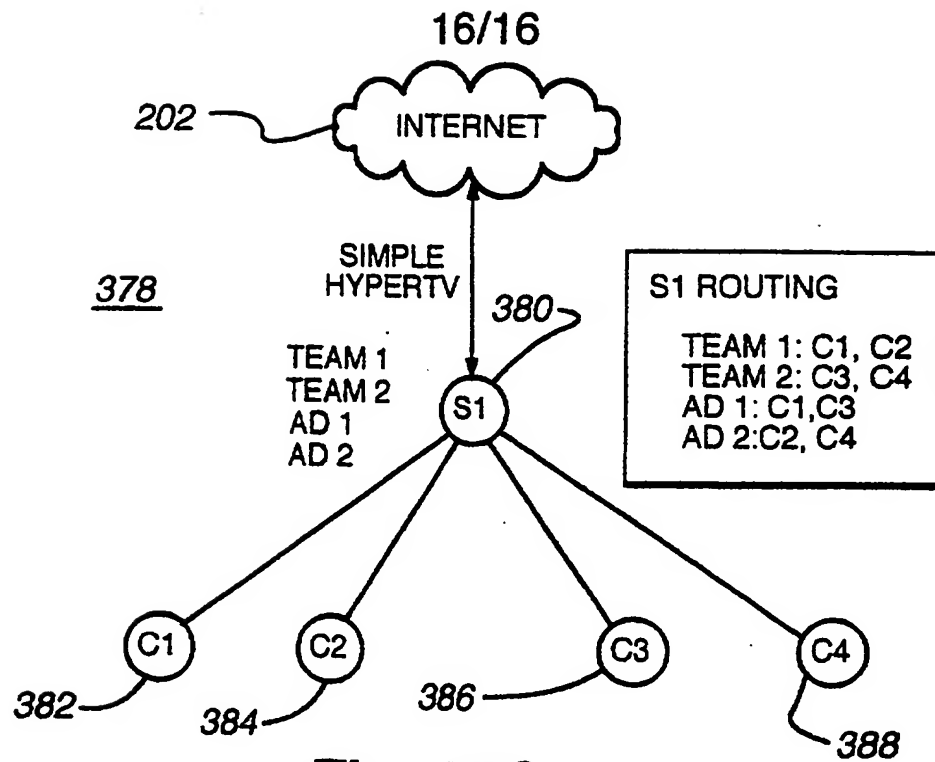 16/16
202
INTERNET
SIMPLE
HYPERTV
378
380
S1 ROUTING
TEAM 1: C1, C2
TEAM 2: C3, C4
AD 1: C1,C3
AD 2:C2, C4
TEAM 1
TEAM 2
AD 1
AD 2
S1
C1
C2
C3
C4
382
384
386
388